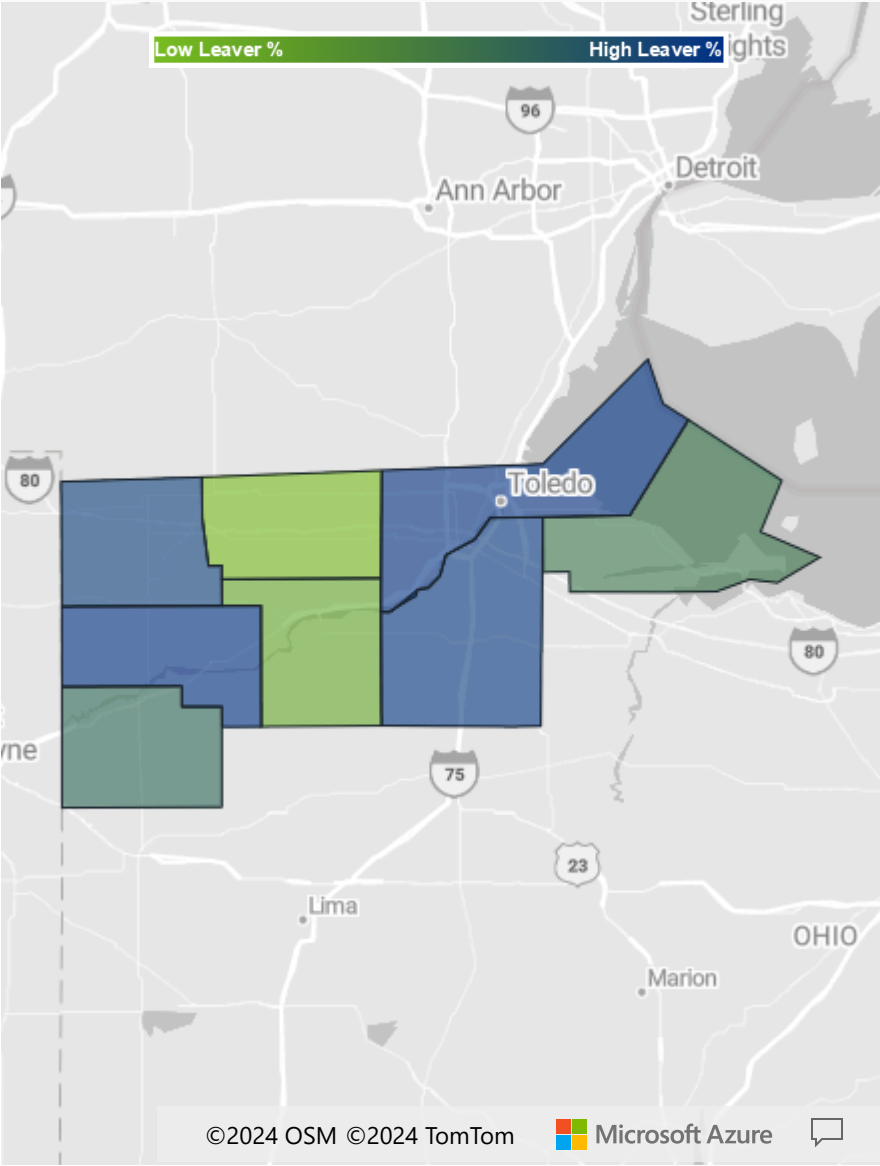 Sterling
ights
Low Leaver %
High Leaver %
96
Detroit
Ann Arbor
80
Toledo
80
yne
75
23
Lima
OHIO
Marion
©2024 OSM ©2024 TomTom
Microsoft Azure